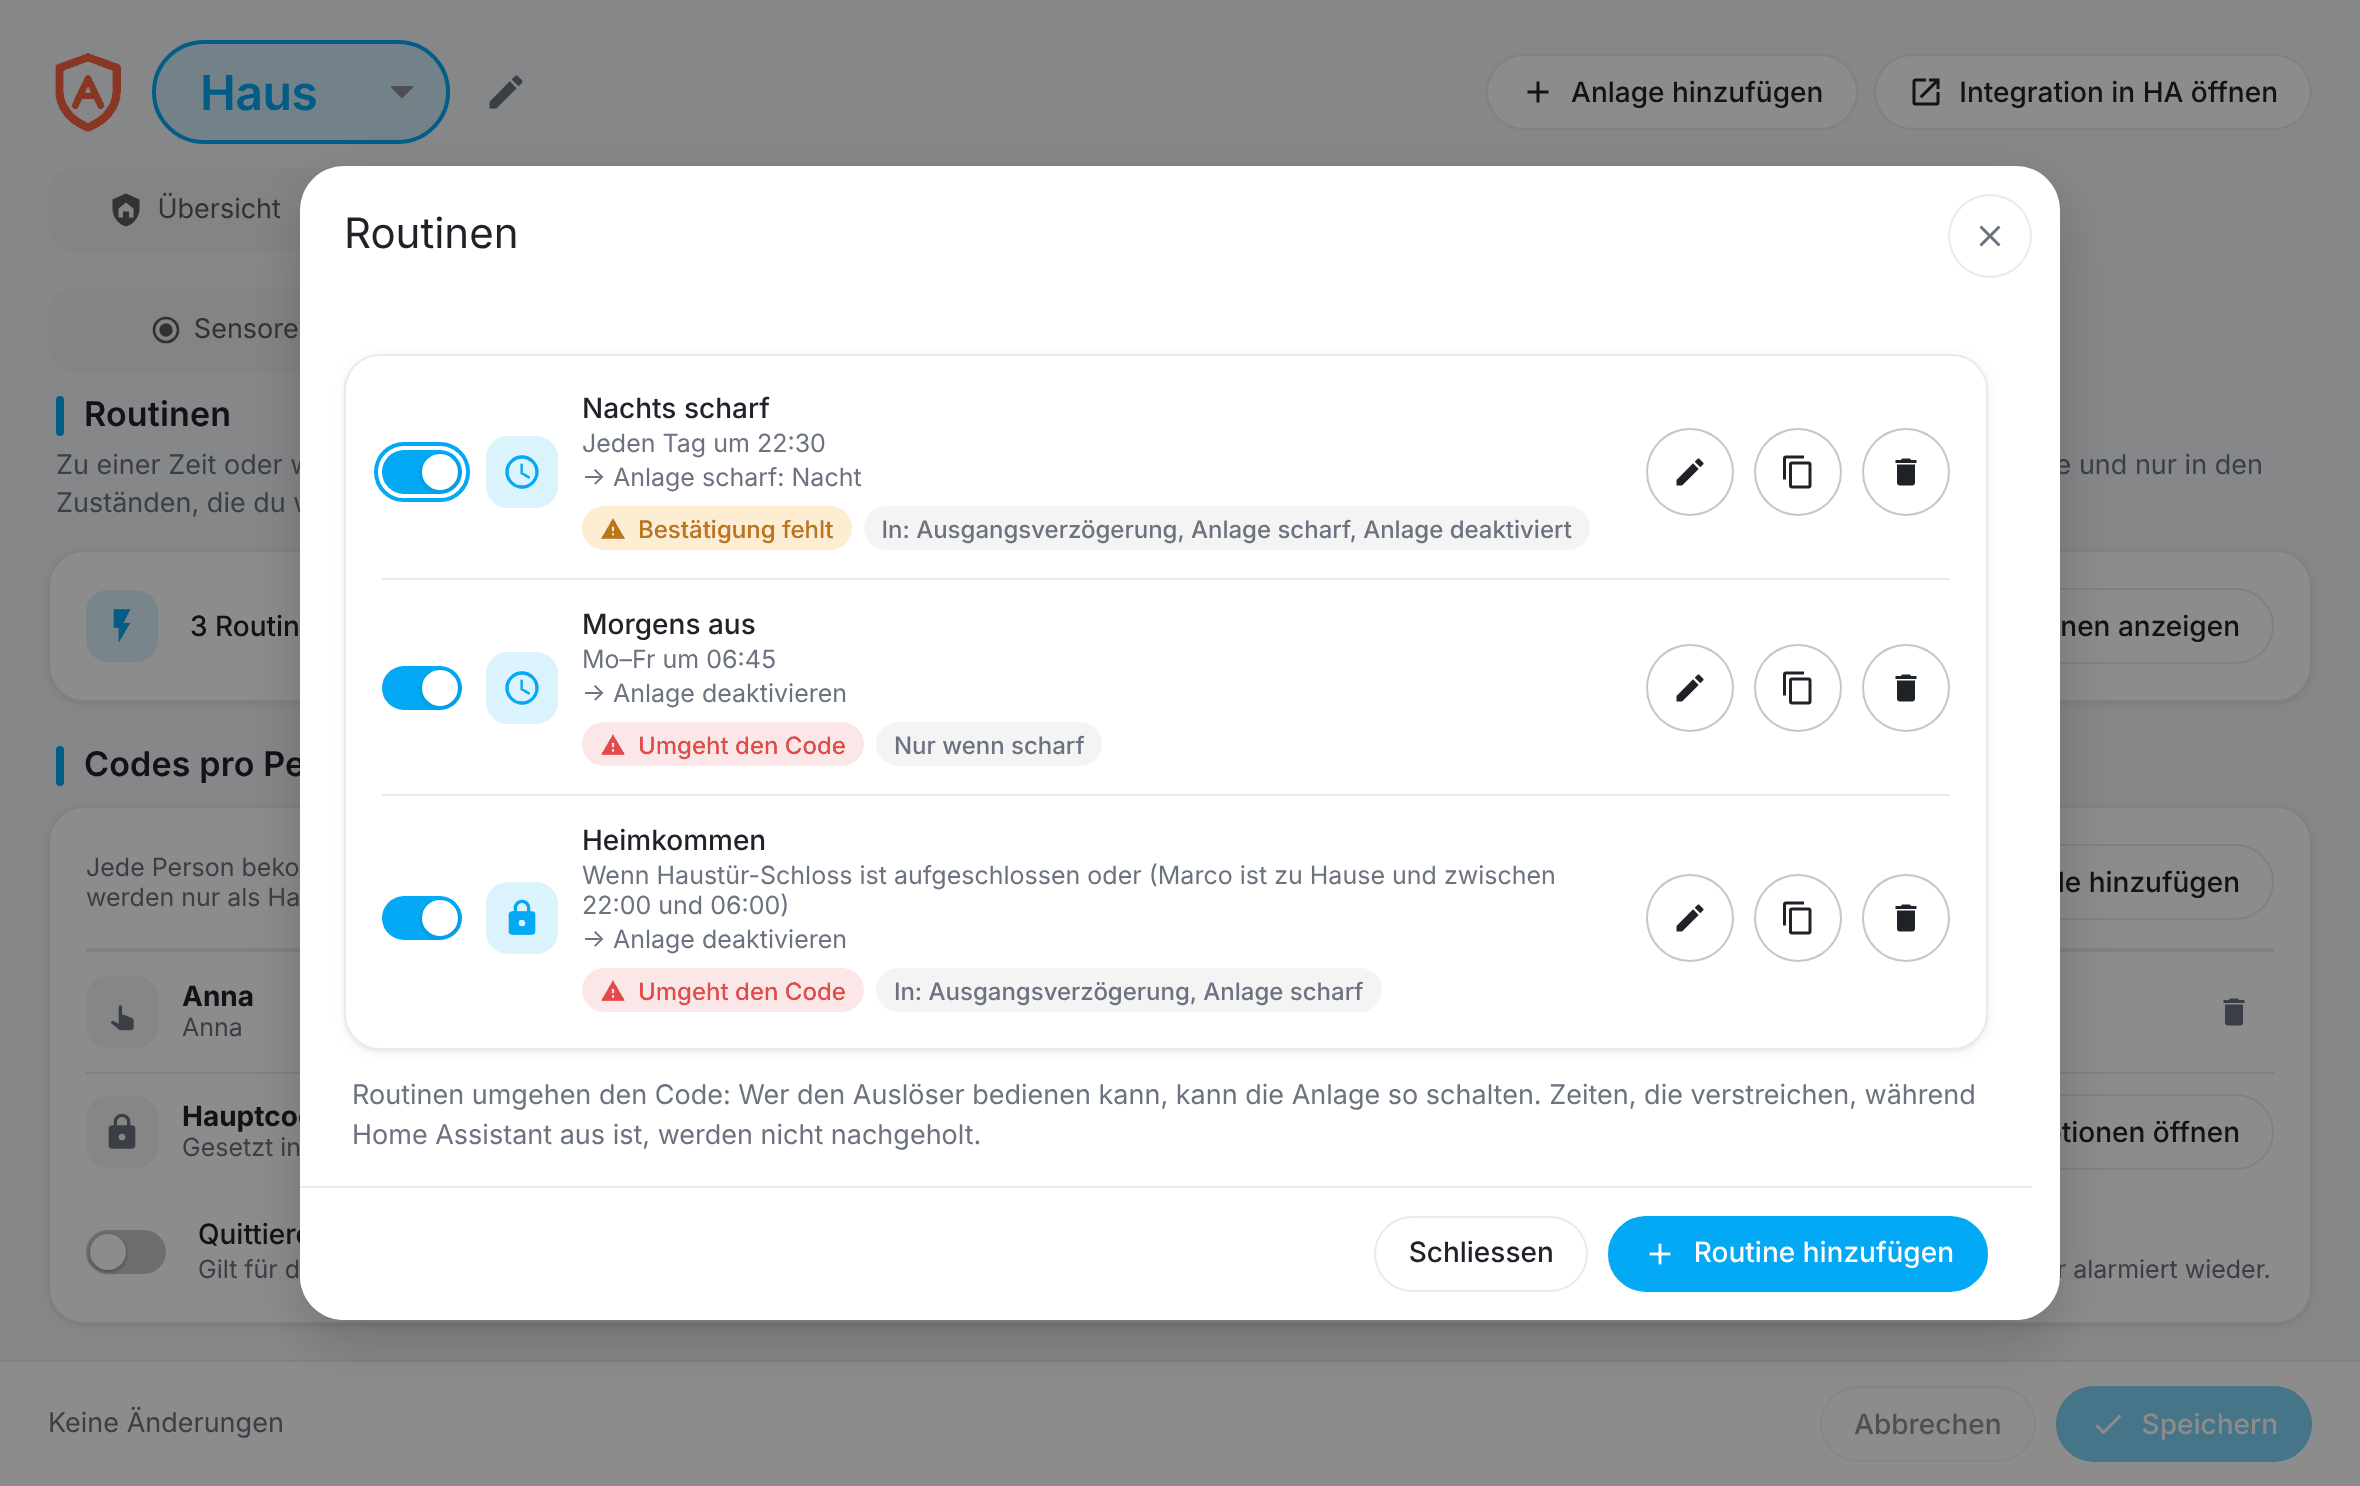 Haus
Anlage hinzufügen
Integration in HA öffnen
Übersicht
Sensore
Routinen
Zu einer Zeit oder
Zuständen, die du
e und nur in den
3 Routin
nen anzeigen
Codes pro Pe
Jede Person beko
werden nur als Ha
le hinzufügen
Anna
Anna
Hauptco
Gesetzt in
tionen öffnen
Quittiere
Gilt für d
r alarmiert wieder.
Keine Änderungen
Abbrechen
Speichern
Routinen
Nachts scharf
Jeden Tag um 22:30
→ Anlage scharf: Nacht
Bestätigung fehlt
In: Ausgangsverzögerung, Anlage scharf, Anlage deaktiviert
Morgens aus
Mo–Fr um 06:45
→ Anlage deaktivieren
Umgeht den Code
Nur wenn scharf
Heimkommen
Wenn Haustür-Schloss ist aufgeschlossen oder (Marco ist zu Hause und zwischen
22:00 und 06:00)
→ Anlage deaktivieren
Umgeht den Code
In: Ausgangsverzögerung, Anlage scharf
Routinen umgehen den Code: Wer den Auslöser bedienen kann, kann die Anlage so schalten. Zeiten, die verstreichen, während
Home Assistant aus ist, werden nicht nachgeholt.
Schliessen
Routine hinzufügen